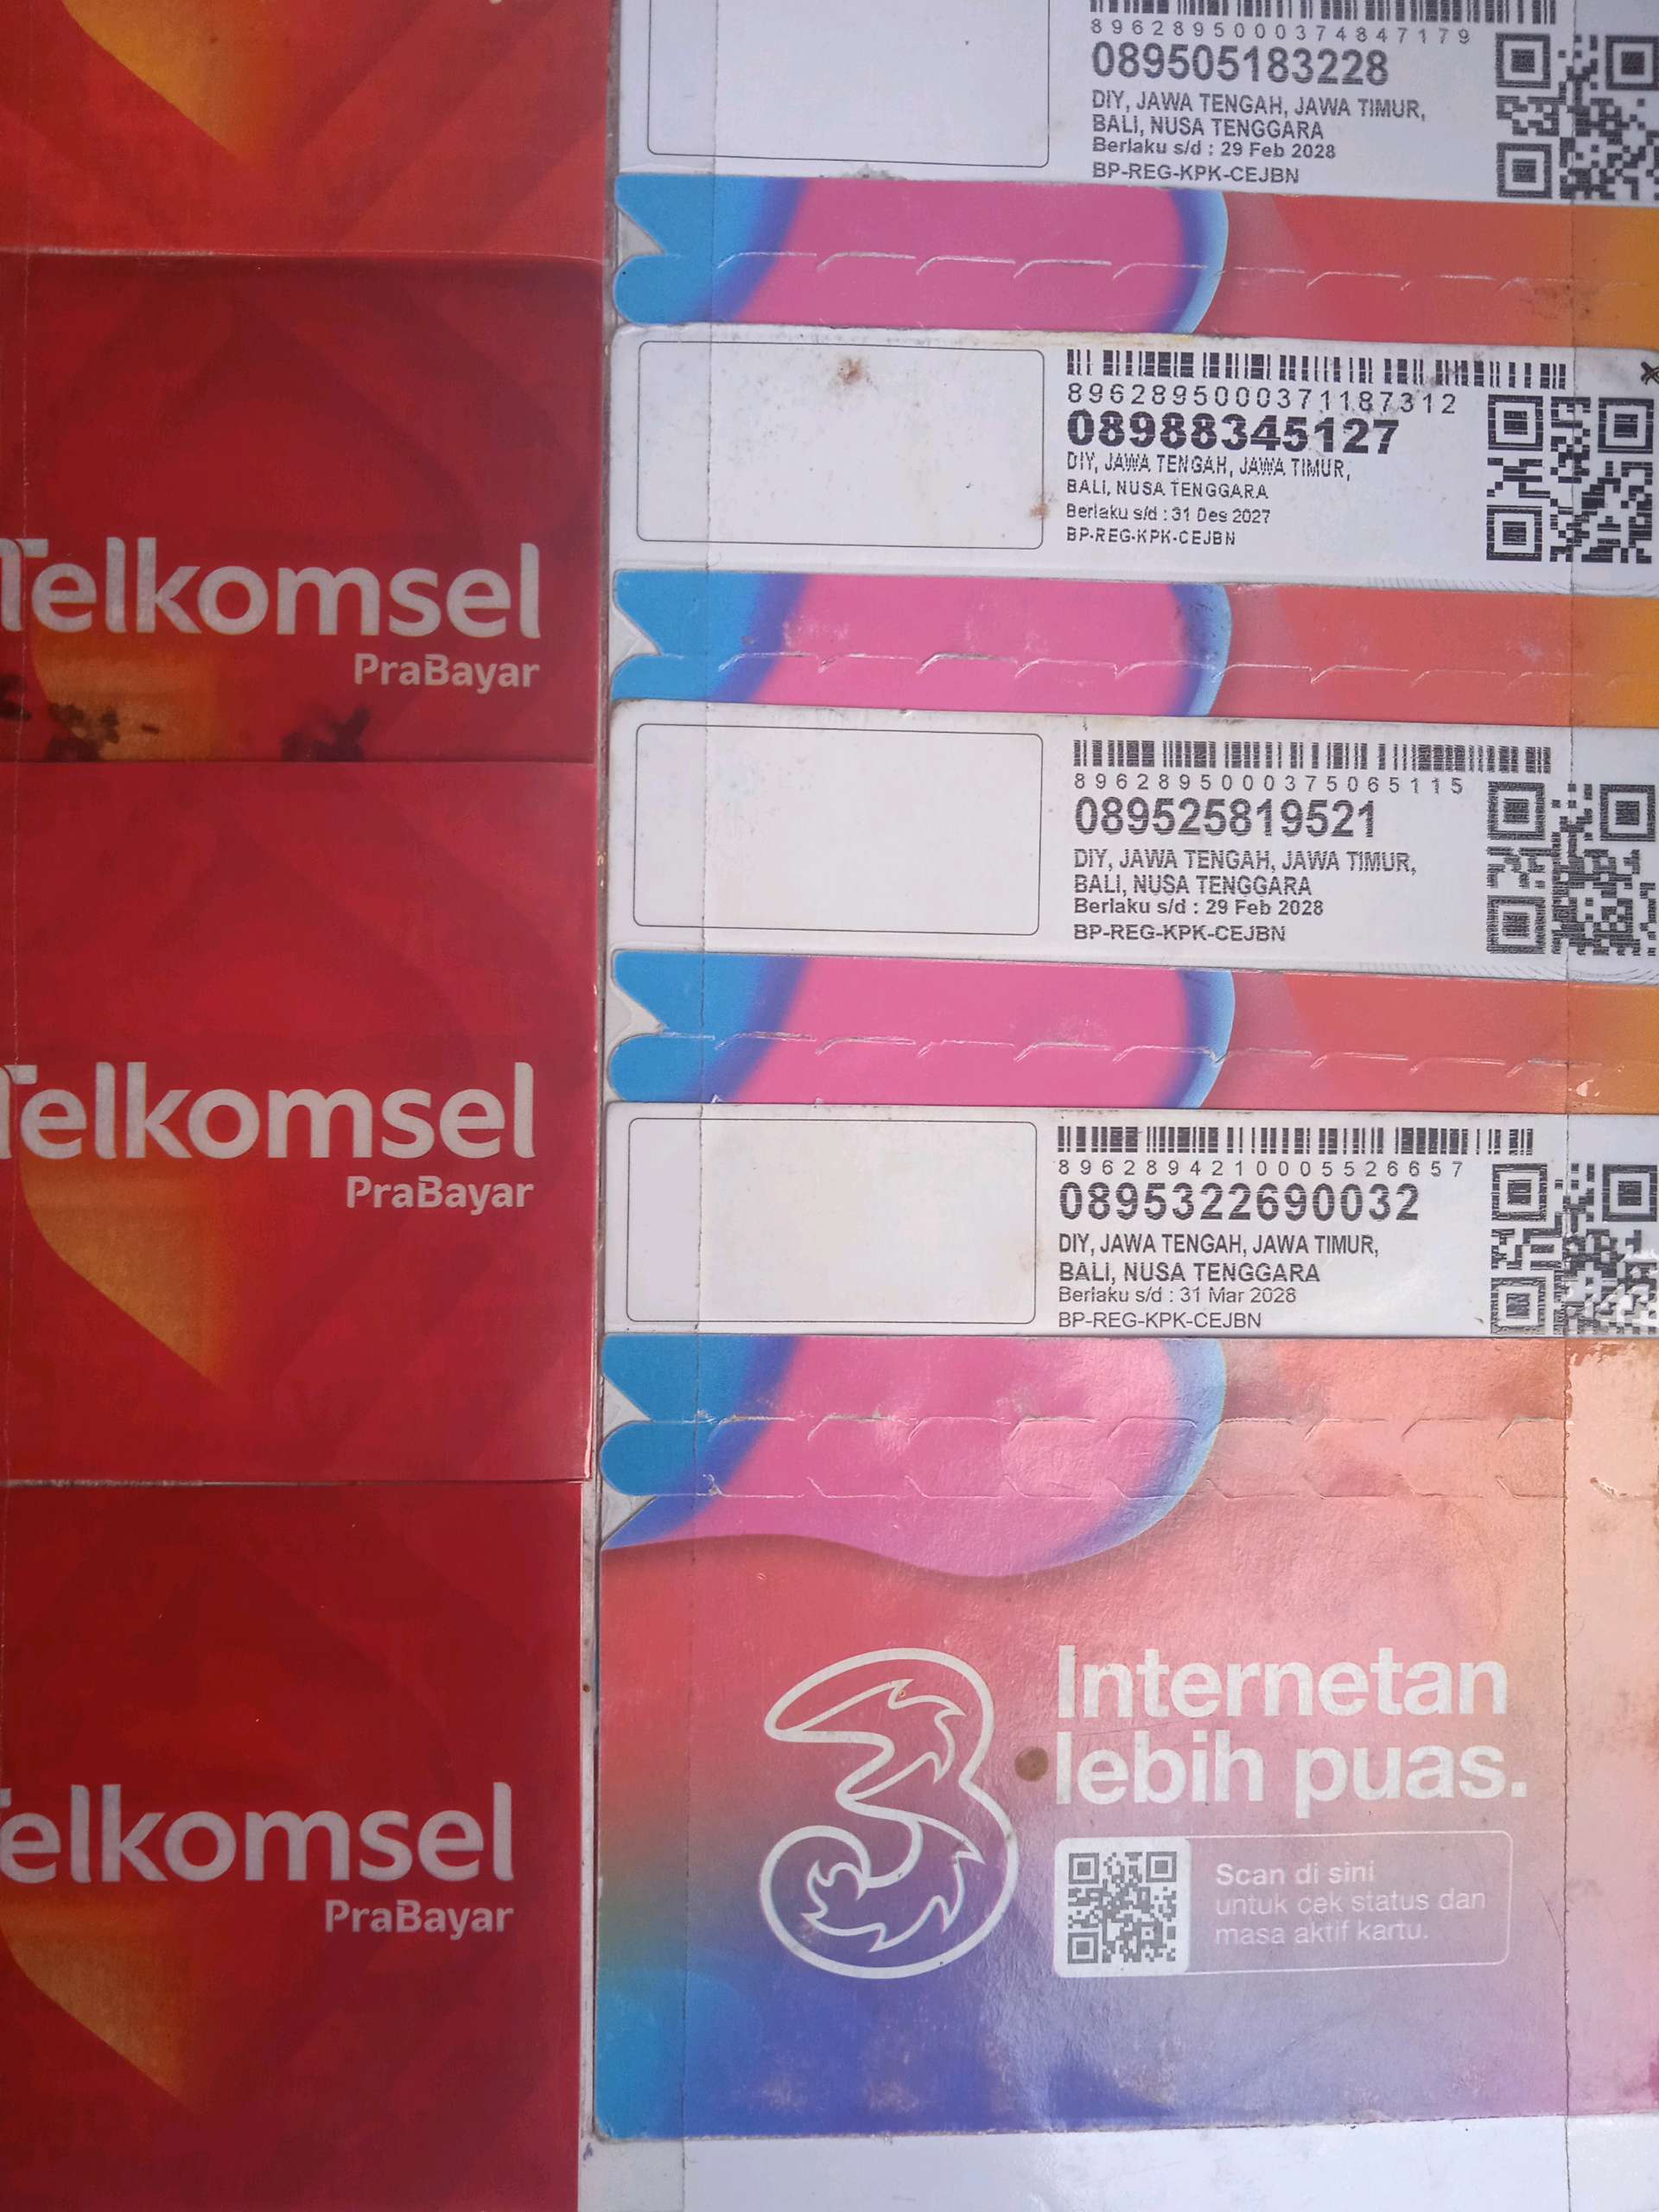 Telkomsel
PraBayar
Telkomsel
PraBayar
Telkomsel
PraBayar
8962895000374847179
089505183228
DIY, JAWA TENGAH, JAWA TIMUR,
BALI, NUSA TENGGARA
Berlaku s/d : 29 Feb 2028
BP-REG-KPK-CEJBN
8962895000371187312
08988345127
DIY, JAWA TENGAH, JAWA TIMUR,
BALI, NUSA TENGGARA
Berlaku s/d : 31 Des 2027
BP-REG-KPK-CEJBN
8962895000375065115
089525819521
DIY, JAWA TENGAH, JAWA TIMUR,
BALI, NUSA TENGGARA
Berlaku s/d : 29 Feb 2028
BP-REG-KPK-CEJBN
8962894210005526657
0895322690032
DIY, JAWA TENGAH, JAWA TIMUR,
BALI, NUSA TENGGARA
Berlaku s/d : 31 Mar 2028
BP-REG-KPK-CEJBN
3
Internetan
lebih puas.
Scan di sini
untuk cek status dan
masa aktif kartu.